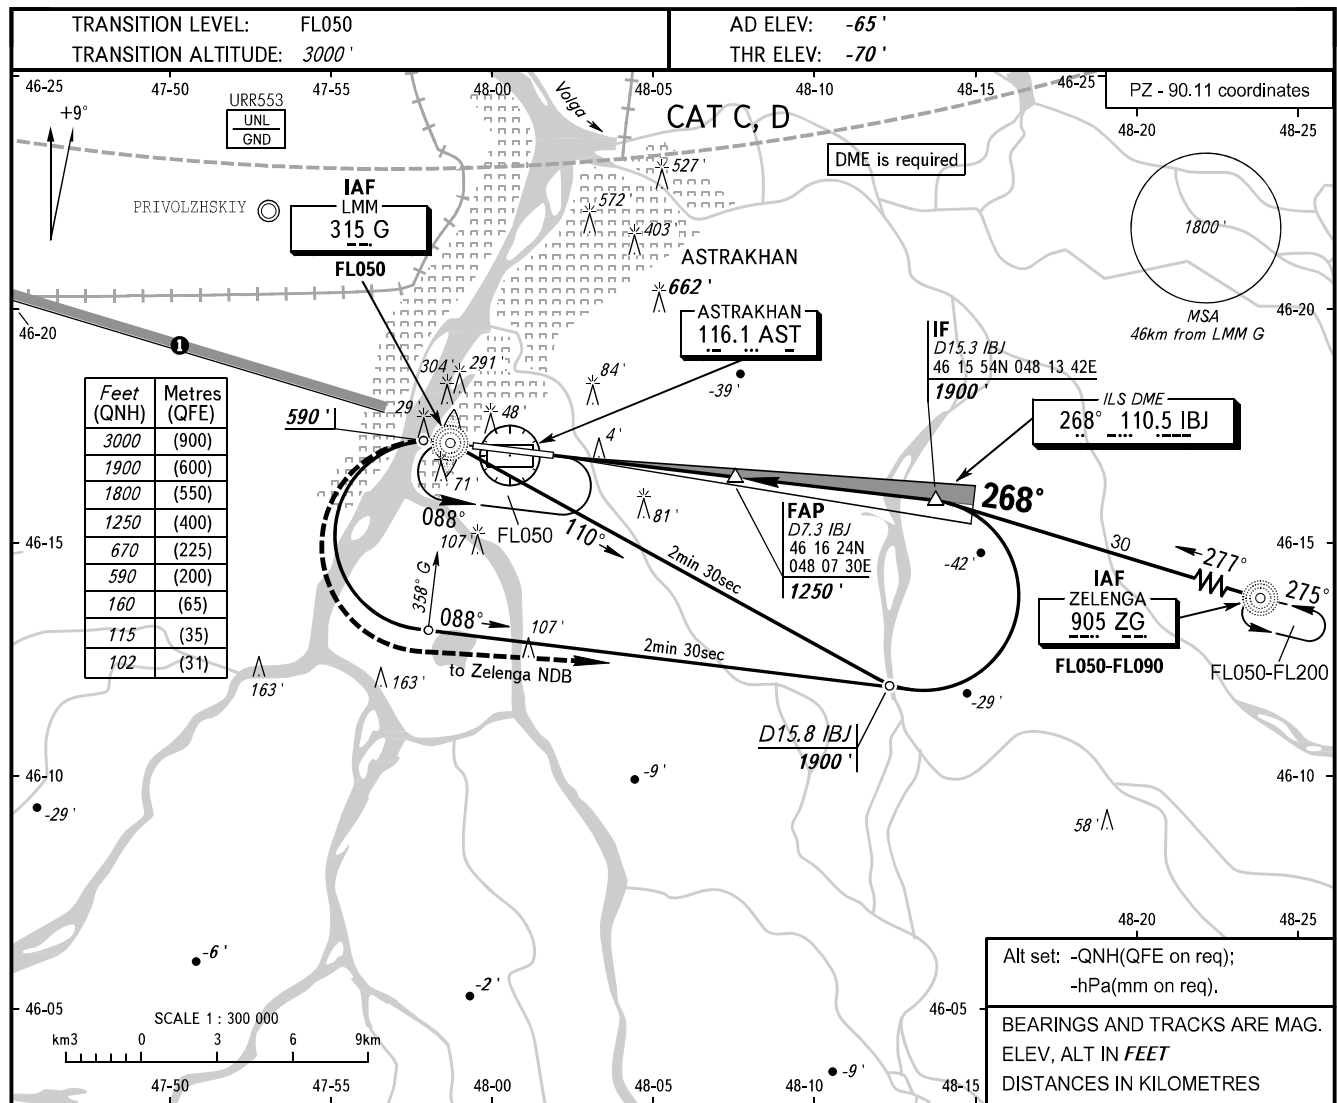 TRANSITION LEVEL: FL050
TRANSITION ALTITUDE: 3000 '
AD ELEV: -65 '
THR ELEV: -70 '
46-25 47-50 47-55 48-00 48-05 48-10 48-15 46-25
PZ - 90.11 coordinates
48-20 48-25
+9°
URR553
UNL
GND
Volga
CAT C, D
DME is required
527 '
PRIVOLZHSKIY
IAF
LMM
315 G
FL050
572 '
403 '
1800 '
MSA
46km from LMM G
ASTRAKHAN
662 '
ASTRAKHAN
116.1 AST
46-20
46-20
1
IF
D15.3 IBJ
46 15 54N 048 13 42E
1900 '
ILS DME
268° 110.5 IBJ
Feet (QNH) Metres (QFE)
3000 (900)
1900 (600)
1800 (550)
1250 (400)
670 (225)
590 (200)
160 (65)
115 (35)
102 (31)
304 '
291 '
84 '
-39 '
29 '
48 '
590 '
4 '
71 '
81 '
268°
FAP
D7.3 IBJ
46 16 24N
048 07 30E
1250 '
088°
FL050
110°
107 '
46-15
46-15
2min 30sec
-42 '
30
277°
275°
IAF
ZELENGA
905 ZG
FL050-FL090
FL050-FL200
358° G
088°
107 '
2min 30sec
to Zelenga NDB
163 '
163 '
-29 '
D15.8 IBJ
1900 '
46-10
46-10
-9 '
-29 '
58 '
48-20 48-25
-6 '
-2 '
Alt set: -QNH(QFE on req);
-hPa(mm on req).
46-05
46-05
SCALE 1 : 300 000
km3 0 3 6 9km
BEARINGS AND TRACKS ARE MAG.
ELEV, ALT IN FEET
DISTANCES IN KILOMETRES
-9 '
47-50 47-55 48-00 48-05 48-10 48-15